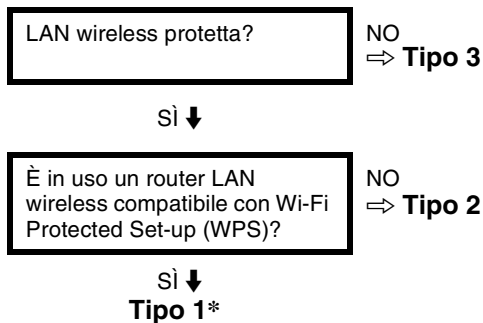 LAN wireless protetta?
NO
⇨ Tipo 3
SÌ ⬇
È in uso un router LAN
wireless compatibile con Wi-Fi
Protected Set-up (WPS)?
NO
⇨ Tipo 2
SÌ ⬇
Tipo 1*